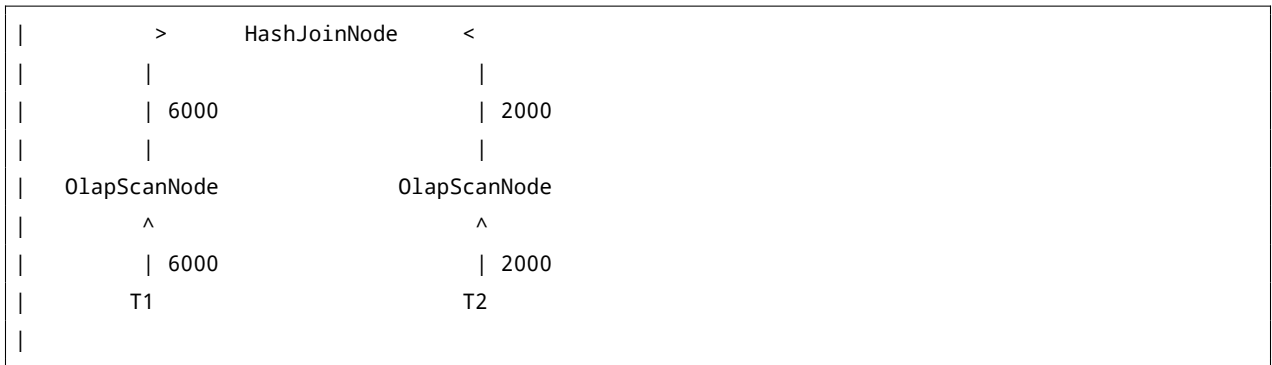 |          >      HashJoinNode     <
|         |                         |
|         | 6000                    | 2000
|         |                         |
|   OlapScanNode              OlapScanNode
|         ^                         ^
|         | 6000                    | 2000
|        T1                        T2
|